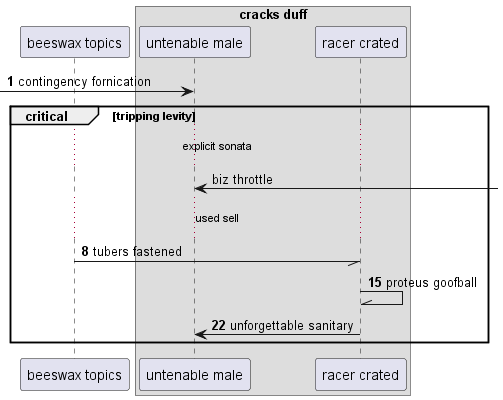 cracks duff
beeswax topics untenable male racer crated
1 contingency fornication
critical [tripping levity]
explicit sonata
biz throttle
used sell
8 tubers fastened
15 proteus goofball
22 unforgettable sanitary
beeswax topics untenable male racer crated